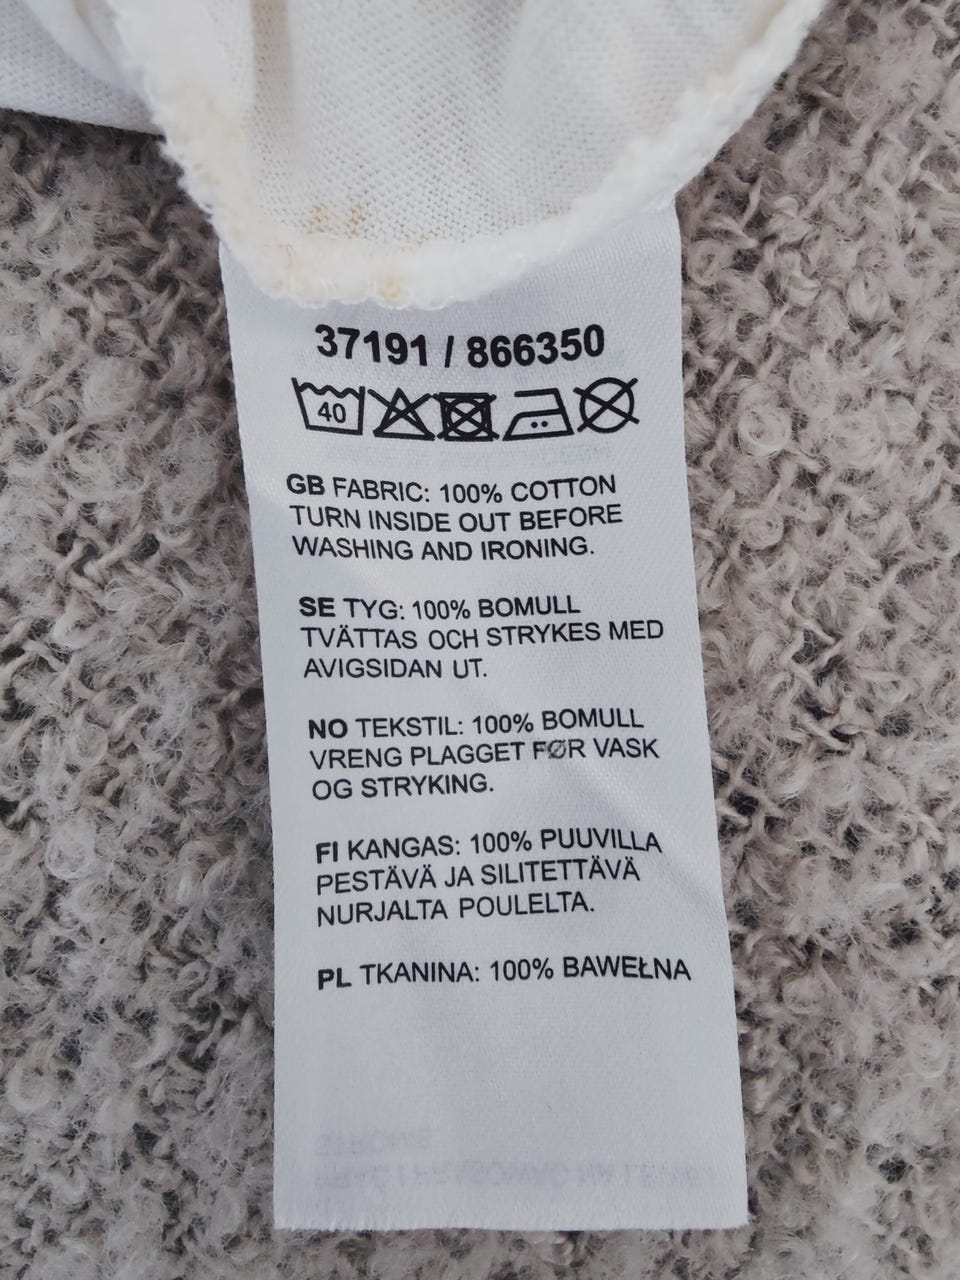 37191 / 866350
40
GB FABRIC: 100% COTTON
TURN INSIDE OUT BEFORE
WASHING AND IRONING.
SE TYG: 100% BOMULL
TVÄTTAS OCH STRYKES MED
AVIGSIDAN UT.
NO TEKSTIL: 100% BOMULL
VRENG PLAGGET FØR VASK
OG STRYKING.
FI KANGAS: 100% PUUVILLA
PESTÄVÄ JA SILITETTÄVÄ
NURJALTA POULELTA.
PL TKANINA: 100% BAWEŁNA